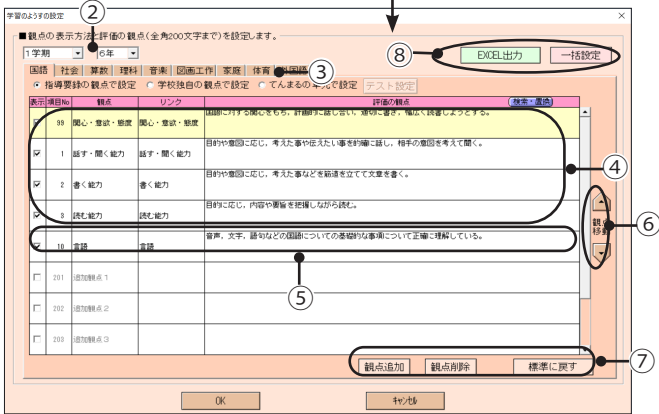 学習のようすの設定
②
■観点の表示方法と評価の観点(全角200文字まで)を設定します。
1学期 6年
⑧ EXCEL出力 一括設定
国語 社会 算数 理科 音楽 図画工作 家庭 体育 外国語
③
指導要録の観点で設定 学校独自の観点で設定 てんまるの単元で設定 テスト設定
表示 項目No 観点 リンク 評価の観点 (検索・置換)
99 関心・意欲・態度 関心・意欲・態度 国語に対する関心をもち、計画的に話し合い、適切に書き、幅広く読書しようとする。
1 話す・聞く能力 話す・聞く能力 目的や意図に応じ、考えた事や伝えたい事を的確に話し、相手の意図を考えて聞く。
④
2 書く能力 書く能力 目的や意図に応じ、考えた事などを筋道を立てて文章を書く。
3 読む能力 読む能力 目的に応じ、内容や要旨を把握しながら読む。
観点移動
⑥
10 言語 言語 音声、文字、語句などの国語についての基礎的な事項について正確に理解している。
⑤
201 追加観点1
202 追加観点2
203 追加観点3
観点追加 観点削除 標準に戻す
⑦
OK キャンセル